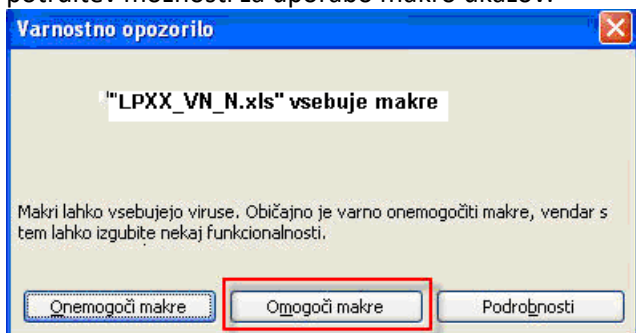 potrditev možnosti za uporabo makro ukazov.
Varnostno opozorilo
"LPXX_VN_N.xls" vsebuje makre
Makri lahko vsebujejo viruse. Običajno je varno onemogočiti makre, vendar s
tem lahko izgubite nekaj funkcionalnosti.
Onemogoči makre Omogoči makre Podrobnosti